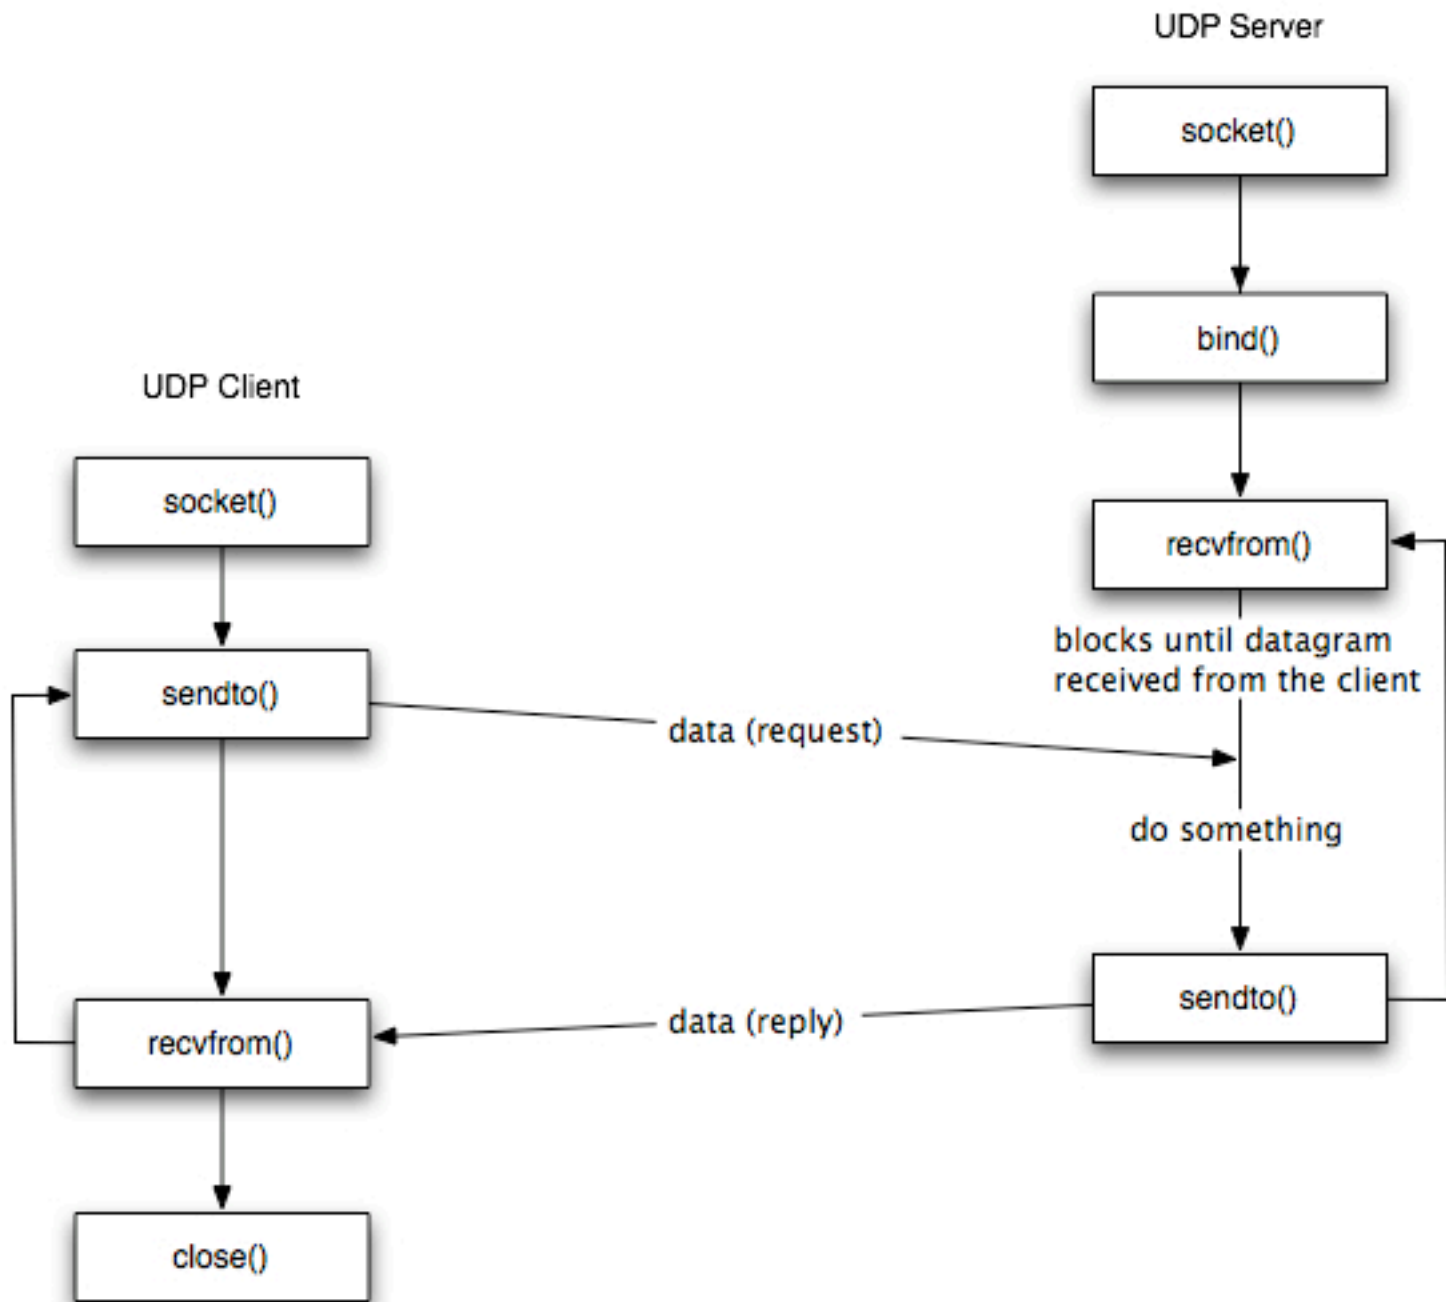 UDP Server
socket()
bind()
recvfrom()
blocks until datagram
received from the client
do something
sendto()
UDP Client
socket()
sendto()
data (request)
recvfrom()
data (reply)
close()